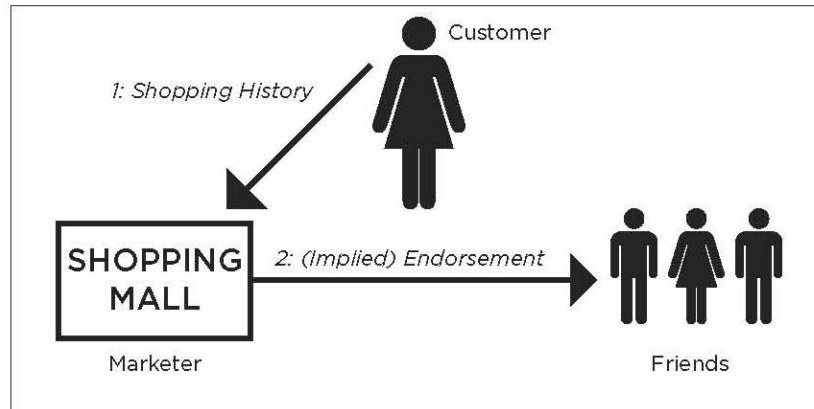 Customer
1: Shopping History
SHOPPING
MALL
2: (Implied) Endorsement
Marketer
Friends